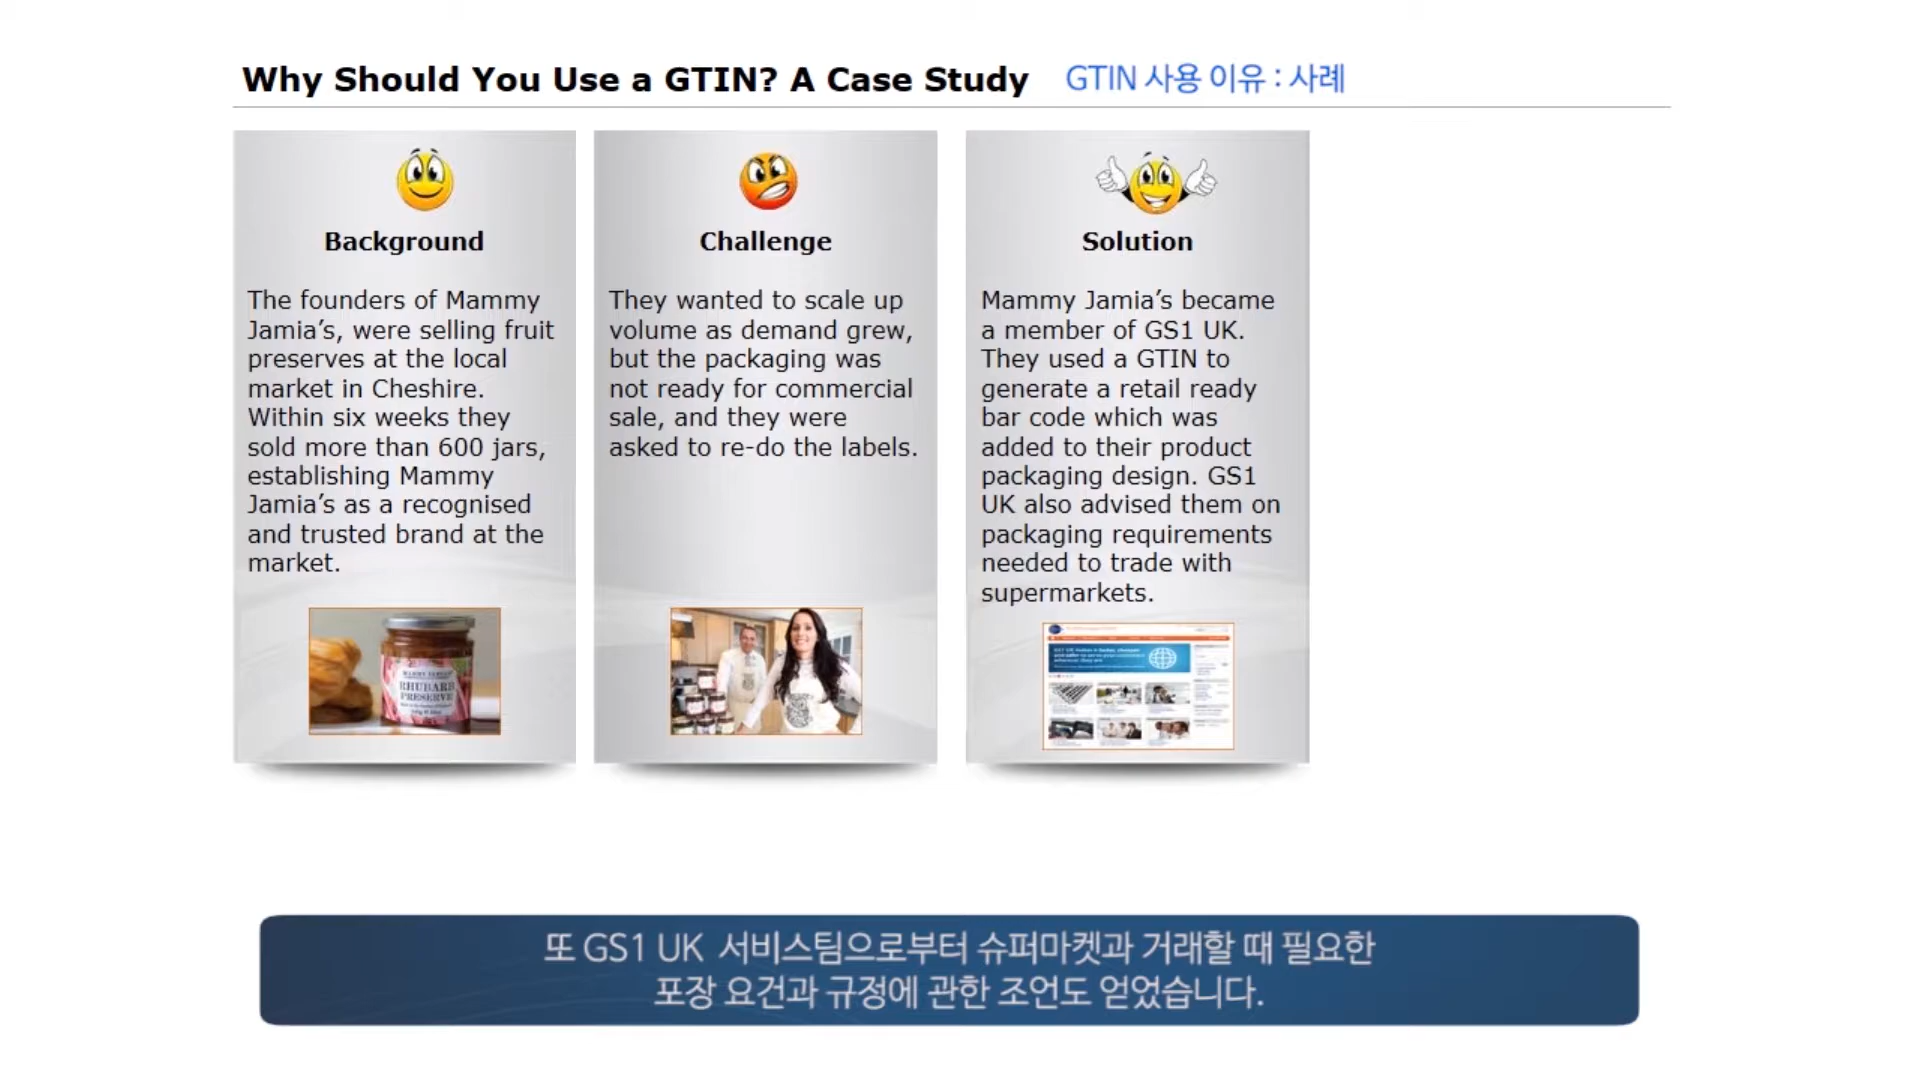 Why Should You Use a GTIN? A Case Study GTIN 사용 이유 : 사례
Background
The founders of Mammy
Jamia’s, were selling fruit
preserves at the local
market in Cheshire.
Within six weeks they
sold more than 600 jars,
establishing Mammy
Jamia’s as a recognised
and trusted brand at the
market.
RHUBARB
PRESERVE
Challenge
They wanted to scale up
volume as demand grew,
but the packaging was
not ready for commercial
sale, and they were
asked to re-do the labels.
Solution
Mammy Jamia’s became
a member of GS1 UK.
They used a GTIN to
generate a retail ready
bar code which was
added to their product
packaging design. GS1
UK also advised them on
packaging requirements
needed to trade with
supermarkets.
또 GS1 UK 서비스팀으로부터 슈퍼마켓과 거래할 때 필요한
포장 요건과 규정에 관한 조언도 얻었습니다.